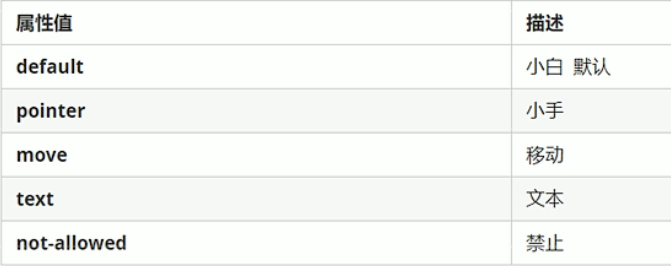 属性值 描述
default 小白 默认
pointer 小手
move 移动
text 文本
not-allowed 禁止